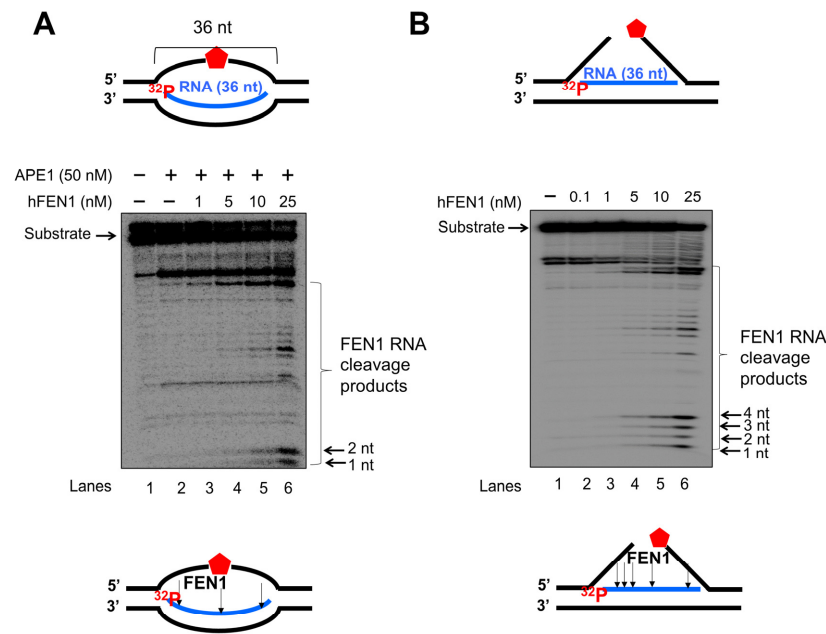 A
36 nt
5'
3'
32P
RNA (36 nt)
APE1 (50 nM) – + + + + +
hFEN1 (nM) – – 1 5 10 25
Substrate
FEN1 RNA
cleavage
products
2 nt
1 nt
Lanes 1 2 3 4 5 6
FEN1
5'
32P
3'
B
RNA (36 nt)
5'
32P
3'
hFEN1 (nM) – 0.1 1 5 10 25
Substrate
FEN1 RNA
cleavage
products
4 nt
3 nt
2 nt
1 nt
Lanes 1 2 3 4 5 6
FEN1
5'
32P
3'